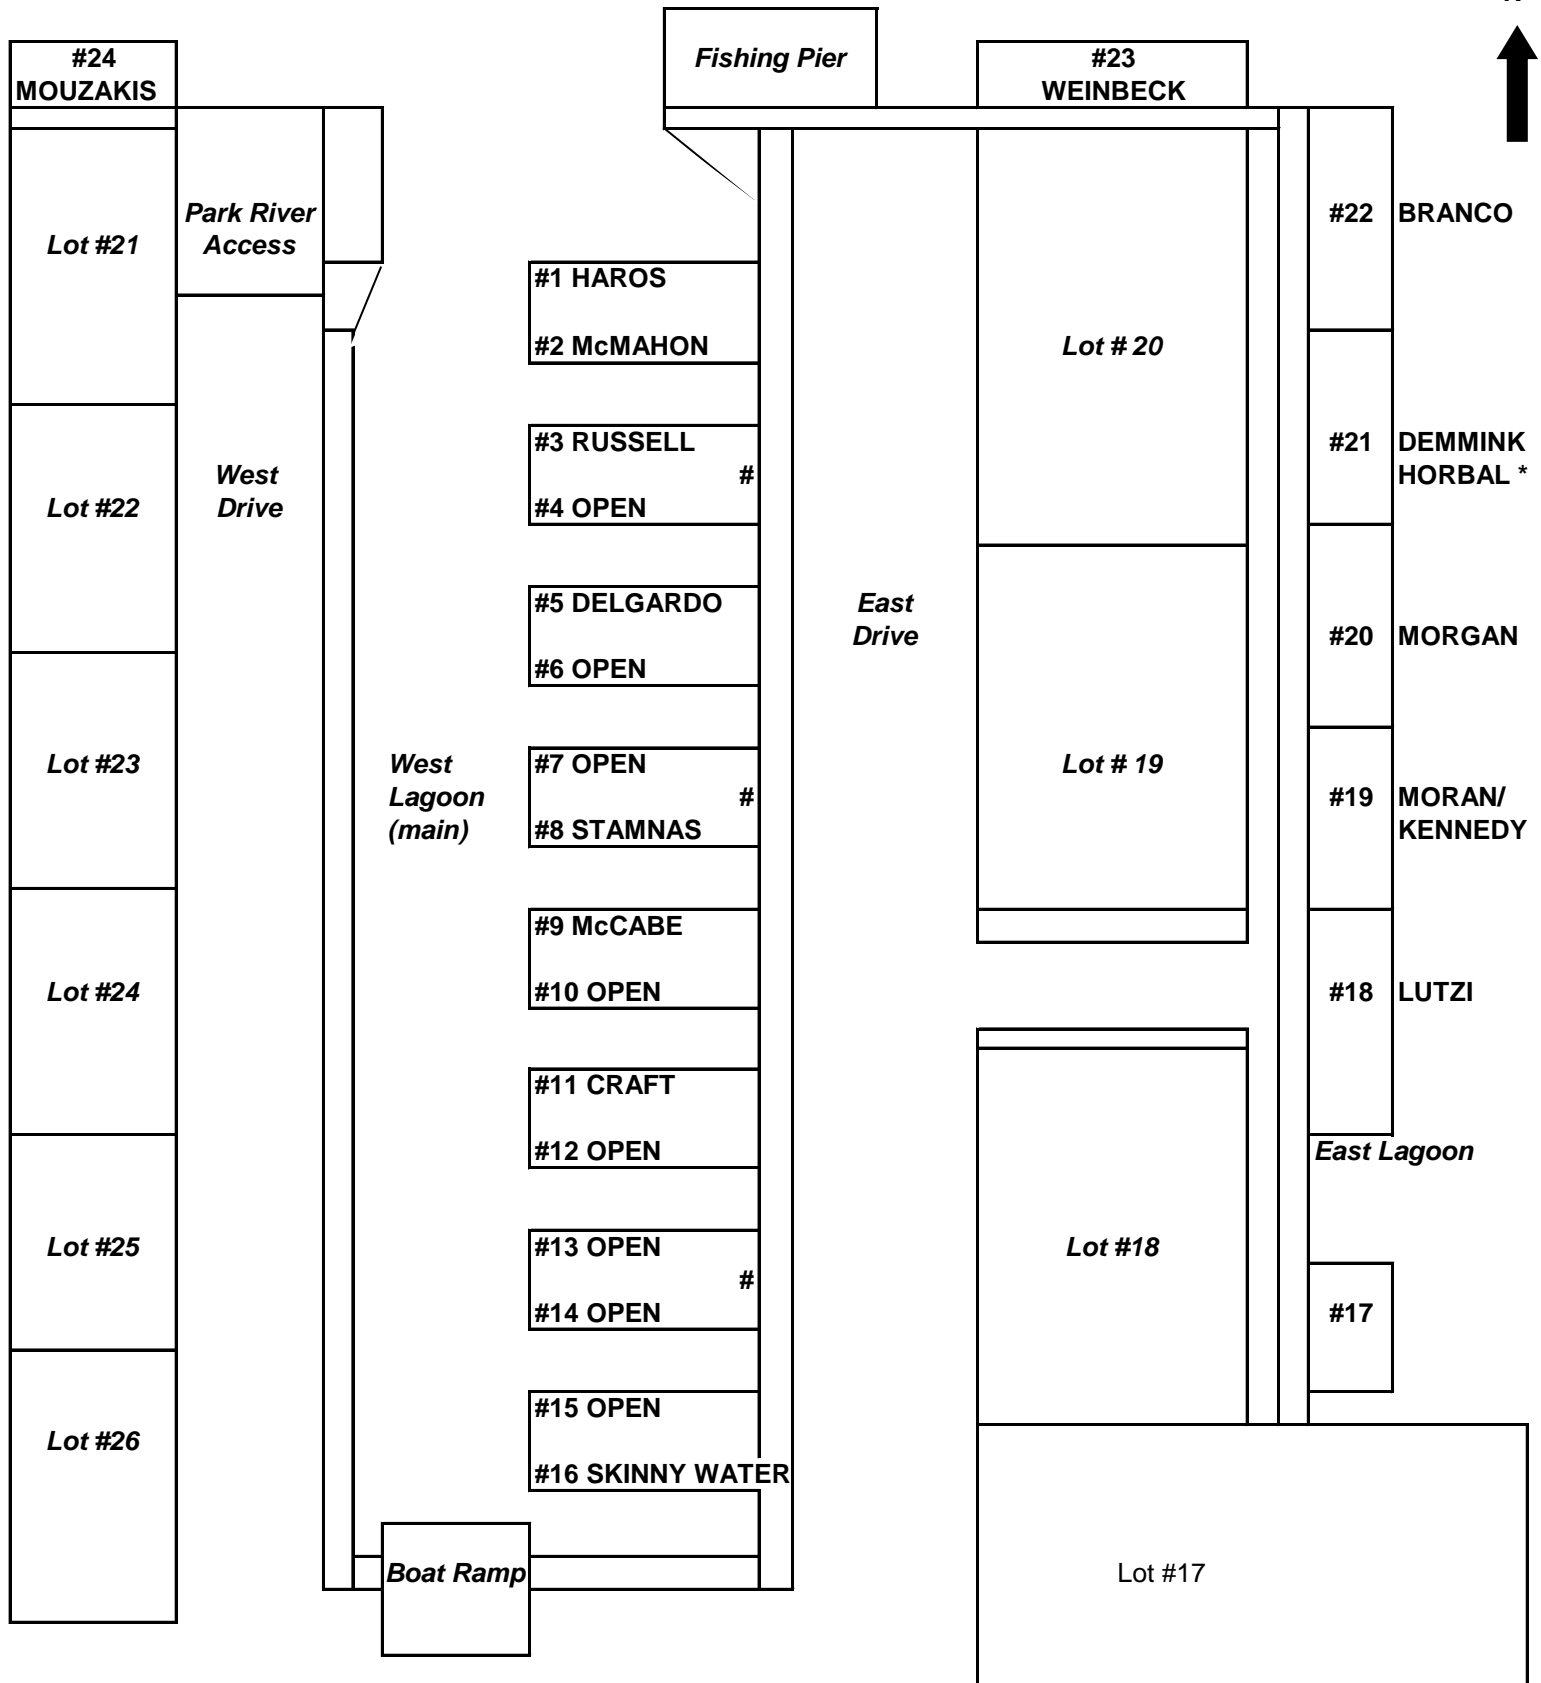 #24
MOUZAKIS
Fishing Pier
#23
WEINBECK
Park River
Access
Lot #21
#22 BRANCO
#1 HAROS
#2 McMAHON
Lot # 20
#3 RUSSELL
#
#4 OPEN
#21 DEMMINK
HORBAL *
West
Drive
Lot #22
#5 DELGARDO
#6 OPEN
East
Drive
#20 MORGAN
Lot #23
West
Lagoon
(main)
#7 OPEN
#
#8 STAMNAS
Lot # 19
#19 MORAN/
KENNEDY
#9 McCABE
#10 OPEN
Lot #24
#18 LUTZI
#11 CRAFT
#12 OPEN
East Lagoon
Lot #25
#13 OPEN
#
#14 OPEN
Lot #18
#17
Lot #26
#15 OPEN
#16 SKINNY WATER
Boat Ramp
Lot #17